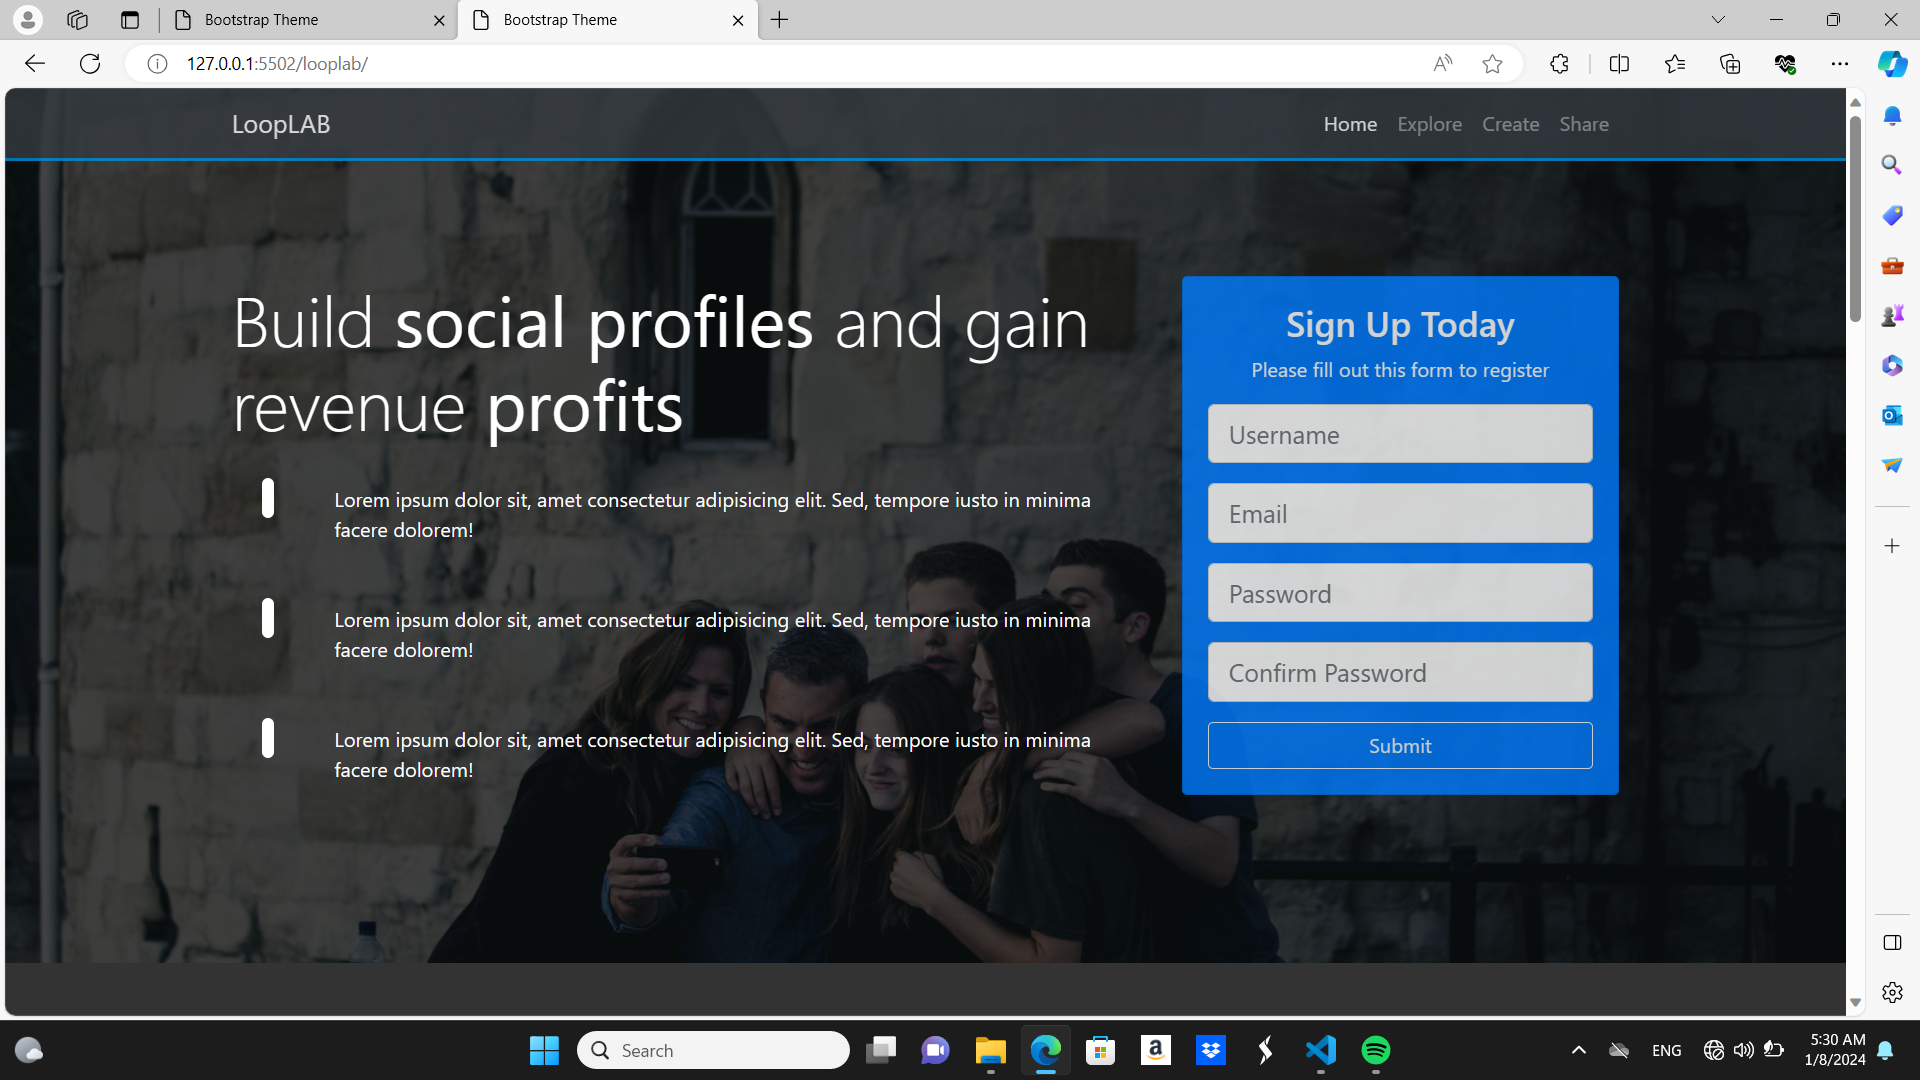 Bootstrap Theme
Bootstrap Theme
127.0.0.1:5502/looplab/
LoopLAB
Home Explore Create Share
Build social profiles and gain
revenue profits
Lorem ipsum dolor sit, amet consectetur adipisicing elit. Sed, tempore iusto in minima
facere dolorem!
Lorem ipsum dolor sit, amet consectetur adipisicing elit. Sed, tempore iusto in minima
facere dolorem!
Lorem ipsum dolor sit, amet consectetur adipisicing elit. Sed, tempore iusto in minima
facere dolorem!
Sign Up Today
Please fill out this form to register
Username
Email
Password
Confirm Password
Submit
Search
ENG
5:30 AM
1/8/2024